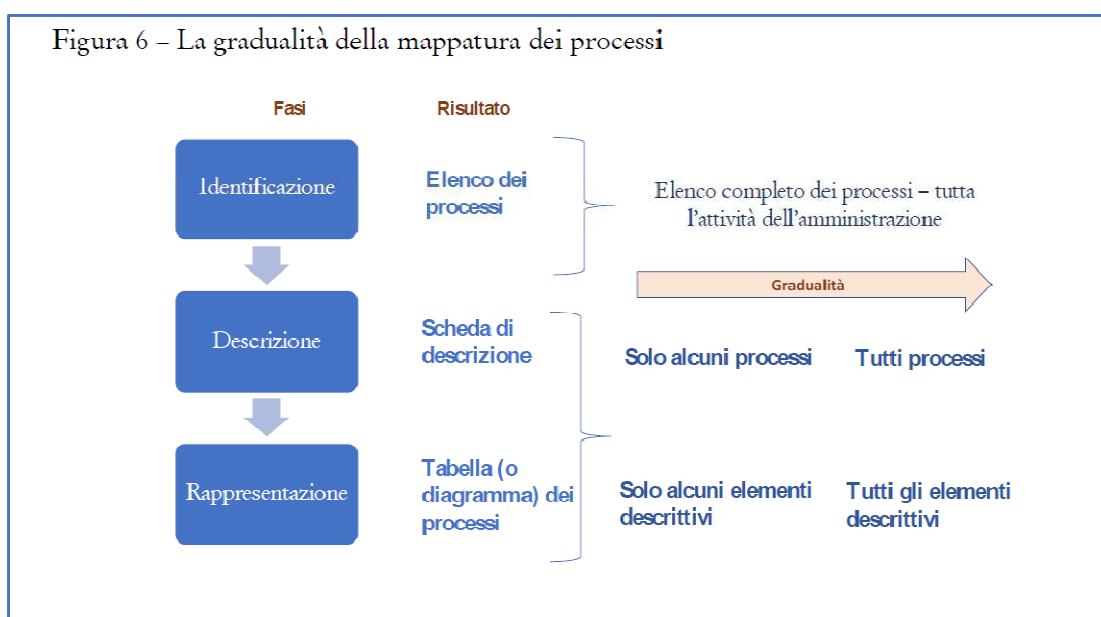 Figura 6 – La gradualità della mappatura dei processi
Fasi
Risultato
Identificazione
Elenco dei
processi
Elenco completo dei processi – tutta
l’attività dell’amministrazione
Gradualità
Descrizione
Scheda di
descrizione
Solo alcuni processi
Tutti processi
Rappresentazione
Tabella (o
diagramma) dei
processi
Solo alcuni elementi
descrittivi
Tutti gli elementi
descrittivi